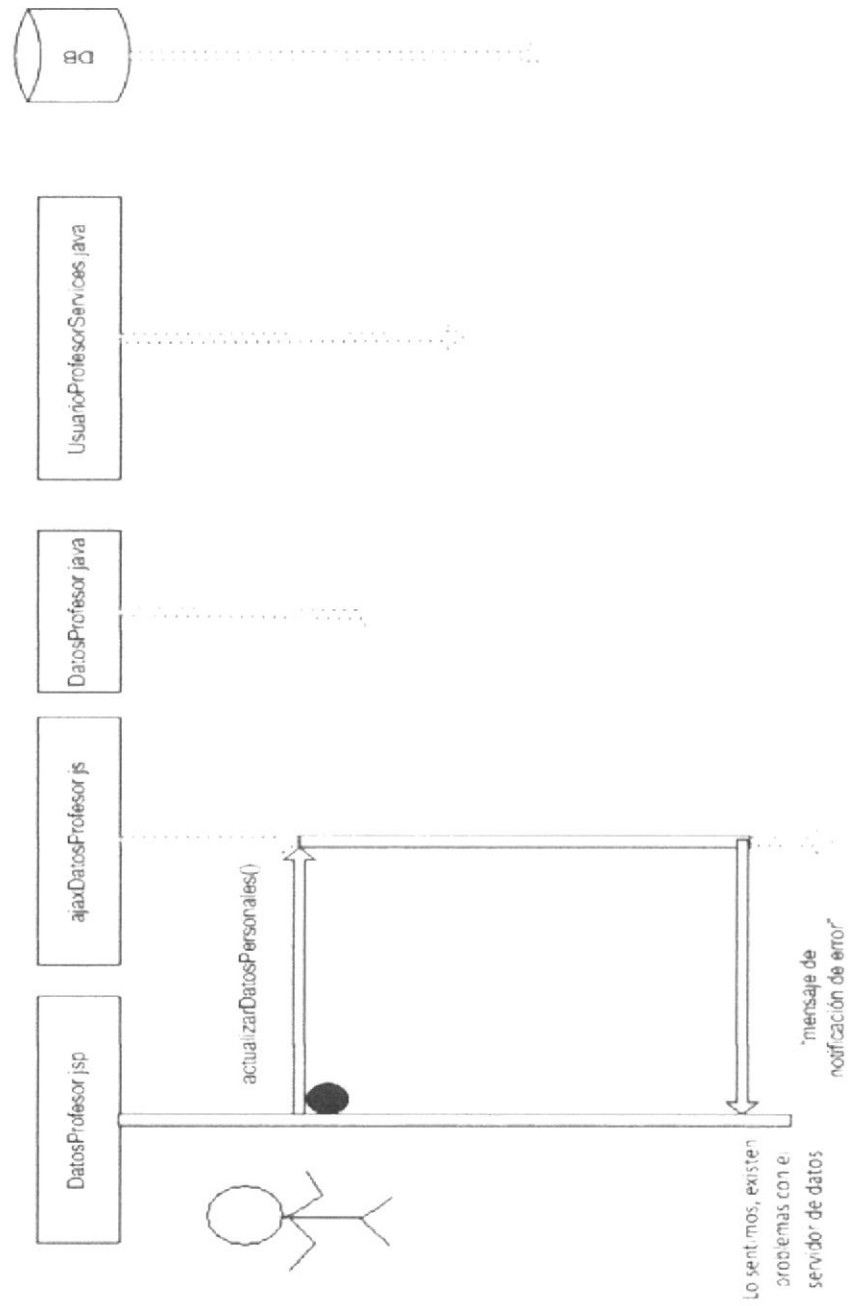 DatosProfesor.jsp
ajaxDatosProfesor.js
DatosProfesor.java
UsuarioProfesorServices.java
DB
actualizarDatosPersonales()
"mensaje de
notificación de error"
Lo sentimos, existen
problemas con el
servidor de datos